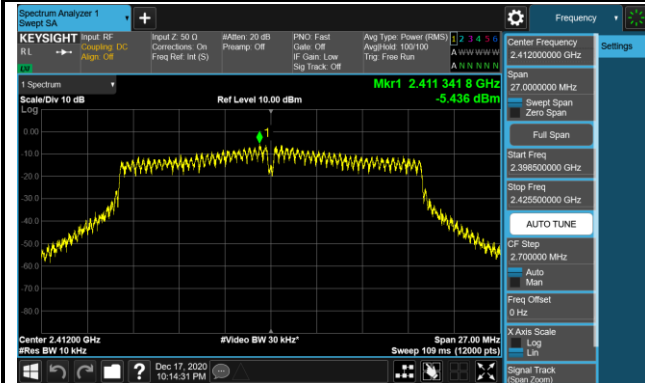 Spectrum Analyzer 1
Swept SA
+
Frequency
KEYSIGHT
RL
LV
Input: RF
Coupling: DC
Align: Off
Input Z: 50 Ω
Corrections: On
Freq Ref: Int (S)
#Atten: 20 dB
Preamp: Off
PNO: Fast
Gate: Off
IF Gain: Low
Sig Track: Off
Avg Type: Power (RMS)
Avg|Hold: 100/100
Trig: Free Run
1 2 3 4 5 6
A W W W W W
A N N N N N
1 Spectrum
Scale/Div 10 dB
Log
Ref Level 10.00 dBm
Mkr1 2.411 341 8 GHz
-5.436 dBm
1
0.00
-10.0
-20.0
-30.0
-40.0
-50.0
-60.0
-70.0
-80.0
Center 2.41200 GHz
#Res BW 10 kHz
#Video BW 30 kHz*
Span 27.00 MHz
Sweep 109 ms (12000 pts)
Dec 17, 2020
10:14:31 PM
?
Settings
Center Frequency
2.412000000 GHz
Span
27.0000000 MHz
Swept Span
Zero Span
Full Span
Start Freq
2.398500000 GHz
Stop Freq
2.425500000 GHz
AUTO TUNE
CF Step
2.700000 MHz
Auto
Man
Freq Offset
0 Hz
X Axis Scale
Log
Lin
Signal Track
(Span Zoom)